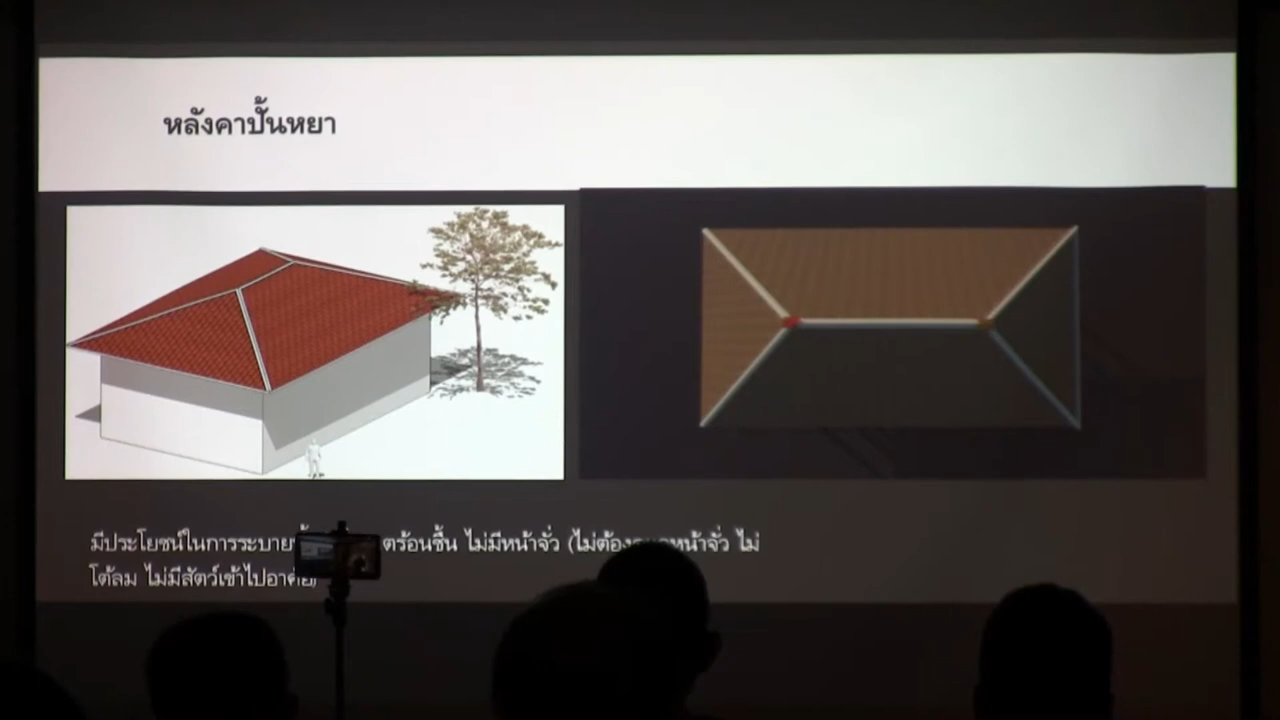 หลังคาปั้นหยา
มีประโยชน์ในการระบาย ตร้อนชื้น ไม่มีหน้าจั่ว (ไม่ต้อง หน้าจั่ว ไม่
โต้ลม ไม่มีสัตว์เข้าไปอาศัย)